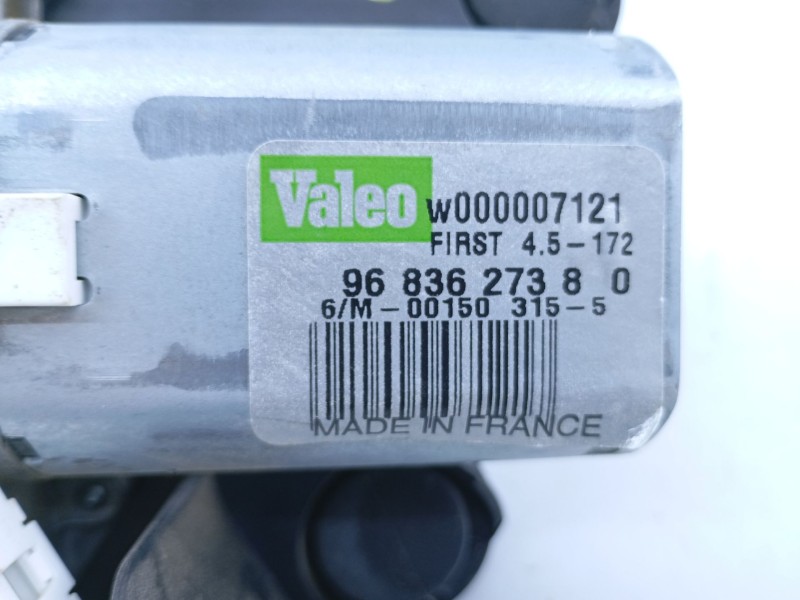 Valeo W000007121
FIRST 4.5-172
96 836 273 8 0
6/M-00150 315-5
MADE IN FRANCE